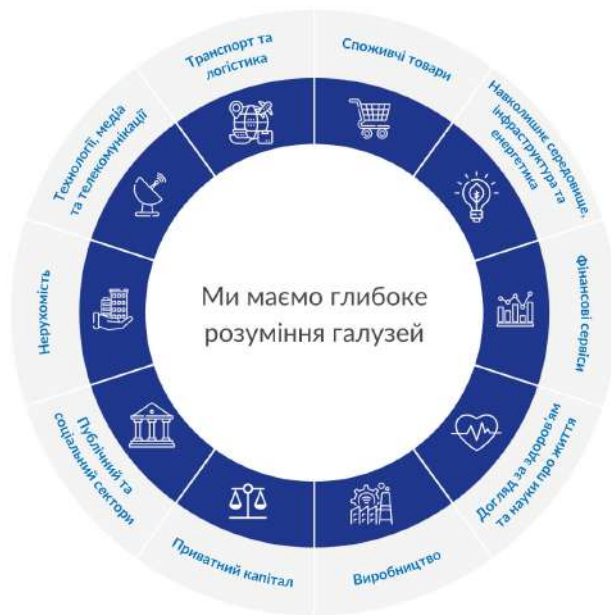 Транспорт та
логістика
Споживчі товари
Навколишнє середовище,
інфраструктура та
енергетика
Фінансові сервіси
Догляд за здоров'ям
та науки про життя
Виробництво
Приватний капітал
Публічний та
соціальний сектори
Нерухомість
Технології, медіа
та телекомунікації
Ми маємо глибоке
розуміння галузей